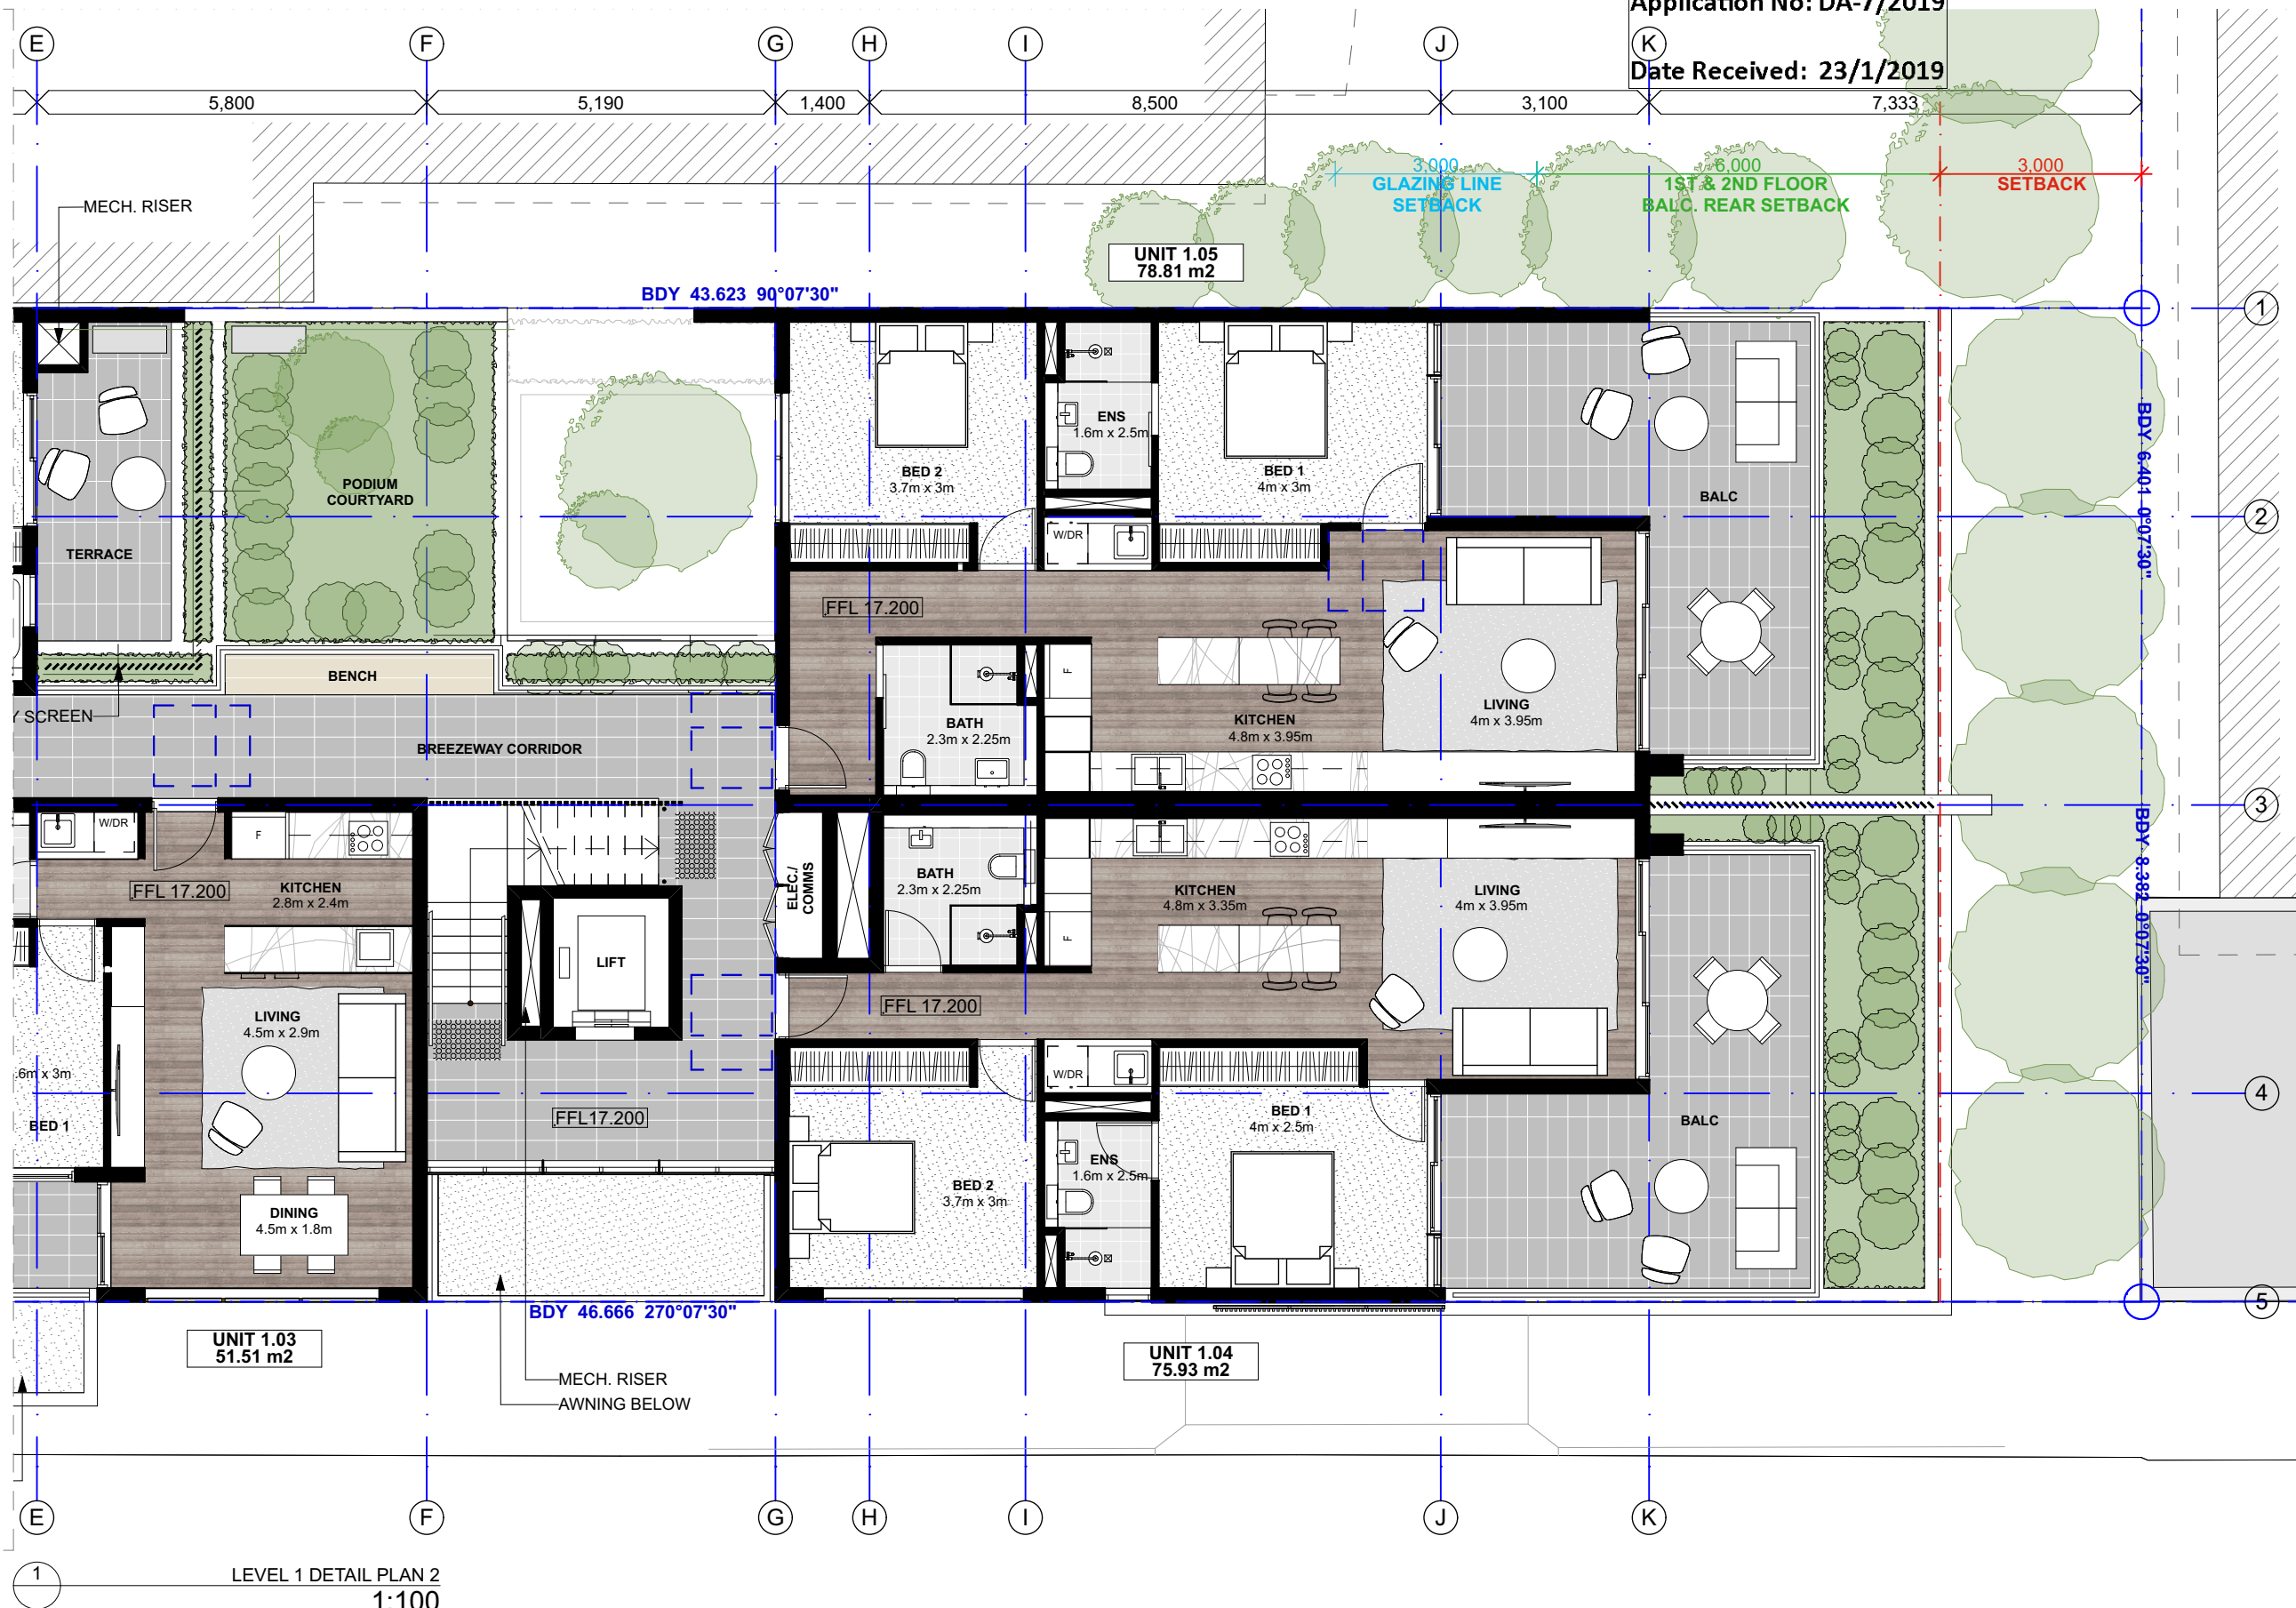 Application No: DA-7/2019
Date Received: 23/1/2019
E
F
G
H
I
J
K
5,800
5,190
1,400
8,500
3,100
7,333
3,000
GLAZING LINE
SETBACK
6,000
1ST & 2ND FLOOR
BALC. REAR SETBACK
3,000
SETBACK
MECH. RISER
UNIT 1.05
78.81 m2
BDY 43.623 90°07'30"
1
ENS
1.6m x 2.5m
BED 2
3.7m x 3m
BED 1
4m x 3m
PODIUM
COURTYARD
BALC
BDY 6.401 0°07'30"
2
W/DR
TERRACE
FFL 17.200
F
BENCH
LIVING
4m x 3.95m
Y SCREEN
BATH
2.3m x 2.25m
KITCHEN
4.8m x 3.95m
BREEZEWAY CORRIDOR
3
W/DR
F
ELEC./
COMMS
BATH
2.3m x 2.25m
KITCHEN
4.8m x 3.35m
LIVING
4m x 3.95m
BDY 8.382 0°07'30"
FFL 17.200
KITCHEN
2.8m x 2.4m
F
LIFT
FFL 17.200
LIVING
4.5m x 2.9m
.6m x 3m
W/DR
4
BED 1
FFL17.200
BED 1
4m x 2.5m
BALC
ENS
1.6m x 2.5m
BED 2
3.7m x 3m
DINING
4.5m x 1.8m
5
BDY 46.666 270°07'30"
UNIT 1.03
51.51 m2
UNIT 1.04
75.93 m2
MECH. RISER
AWNING BELOW
E
F
G
H
I
J
K
1
LEVEL 1 DETAIL PLAN 2
1:100